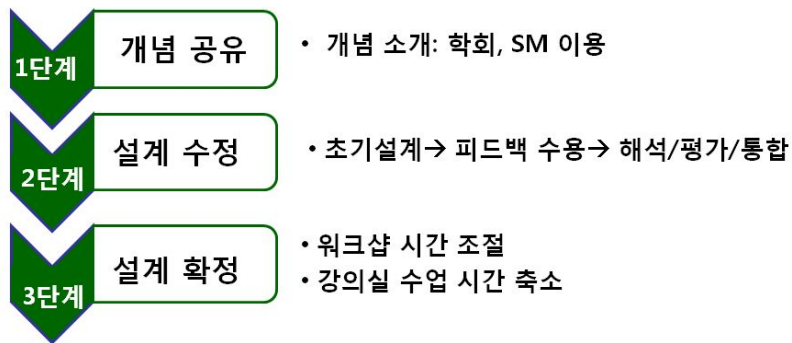 1단계
개념 공유
• 개념 소개: 학회, SM 이용
2단계
설계 수정
• 초기설계→ 피드백 수용→ 해석/평가/통합
3단계
설계 확정
• 워크샵 시간 조절
• 강의실 수업 시간 축소